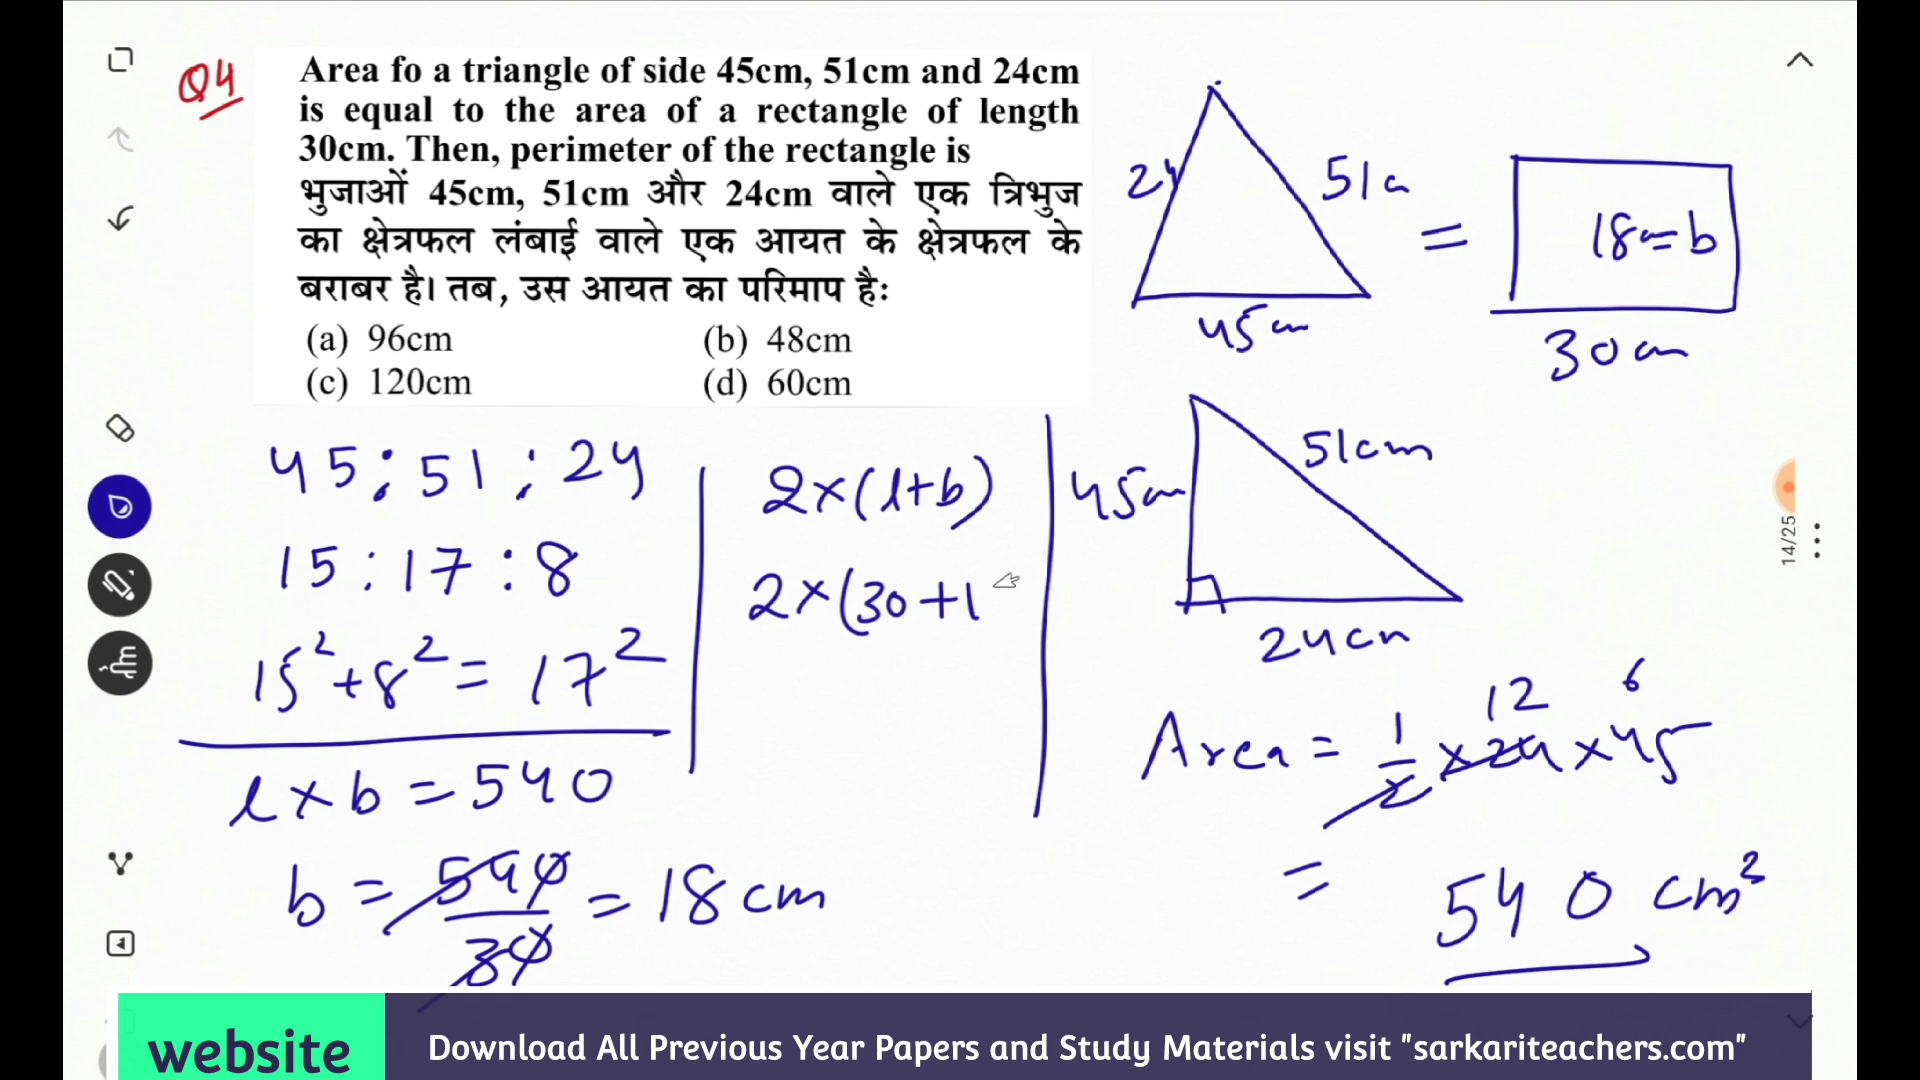 Q4
Area fo a triangle of side 45cm, 51cm and 24cm
is equal to the area of a rectangle of length
30cm. Then, perimeter of the rectangle is
भुजाओं 45cm, 51cm और 24cm वाले एक त्रिभुज
का क्षेत्रफल लंबाई वाले एक आयत के क्षेत्रफल के
बराबर है। तब, उस आयत का परिमाप हैः
(a) 96cm (b) 48cm
(c) 120cm (d) 60cm
24 51c
45cm
=
18cm=b
30cm
45 : 51 : 24
15 : 17 : 8
15²+8² = 17²
l×b=540
b = 540/30 = 18cm
2×(l+b)
2×(30+1
45cm 51cm
24cm
12 6
Area = 1/2 ×24×45
= 540 cm²
14/25
website
Download All Previous Year Papers and Study Materials visit "sarkariteachers.com"